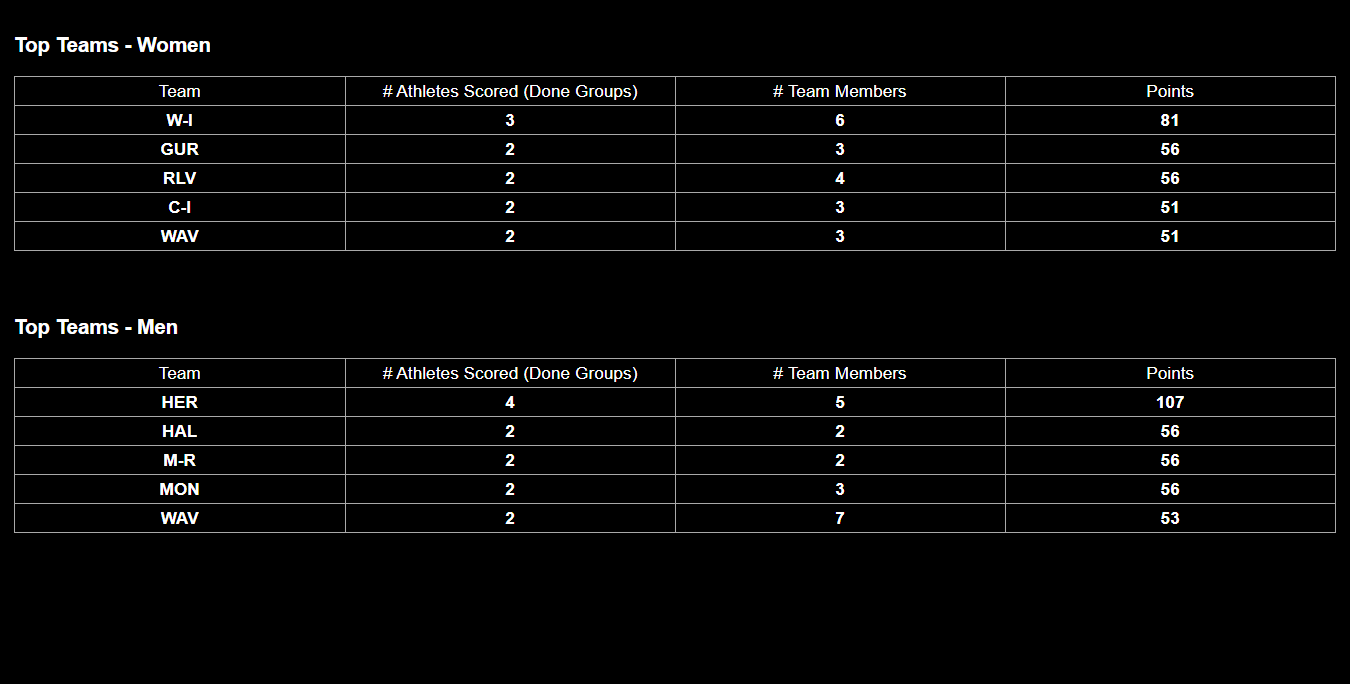 Top Teams - Women
Team # Athletes Scored (Done Groups) # Team Members Points
W-I 3 6 81
GUR 2 3 56
RLV 2 4 56
C-I 2 3 51
WAV 2 3 51
Top Teams - Men
Team # Athletes Scored (Done Groups) # Team Members Points
HER 4 5 107
HAL 2 2 56
M-R 2 2 56
MON 2 3 56
WAV 2 7 53